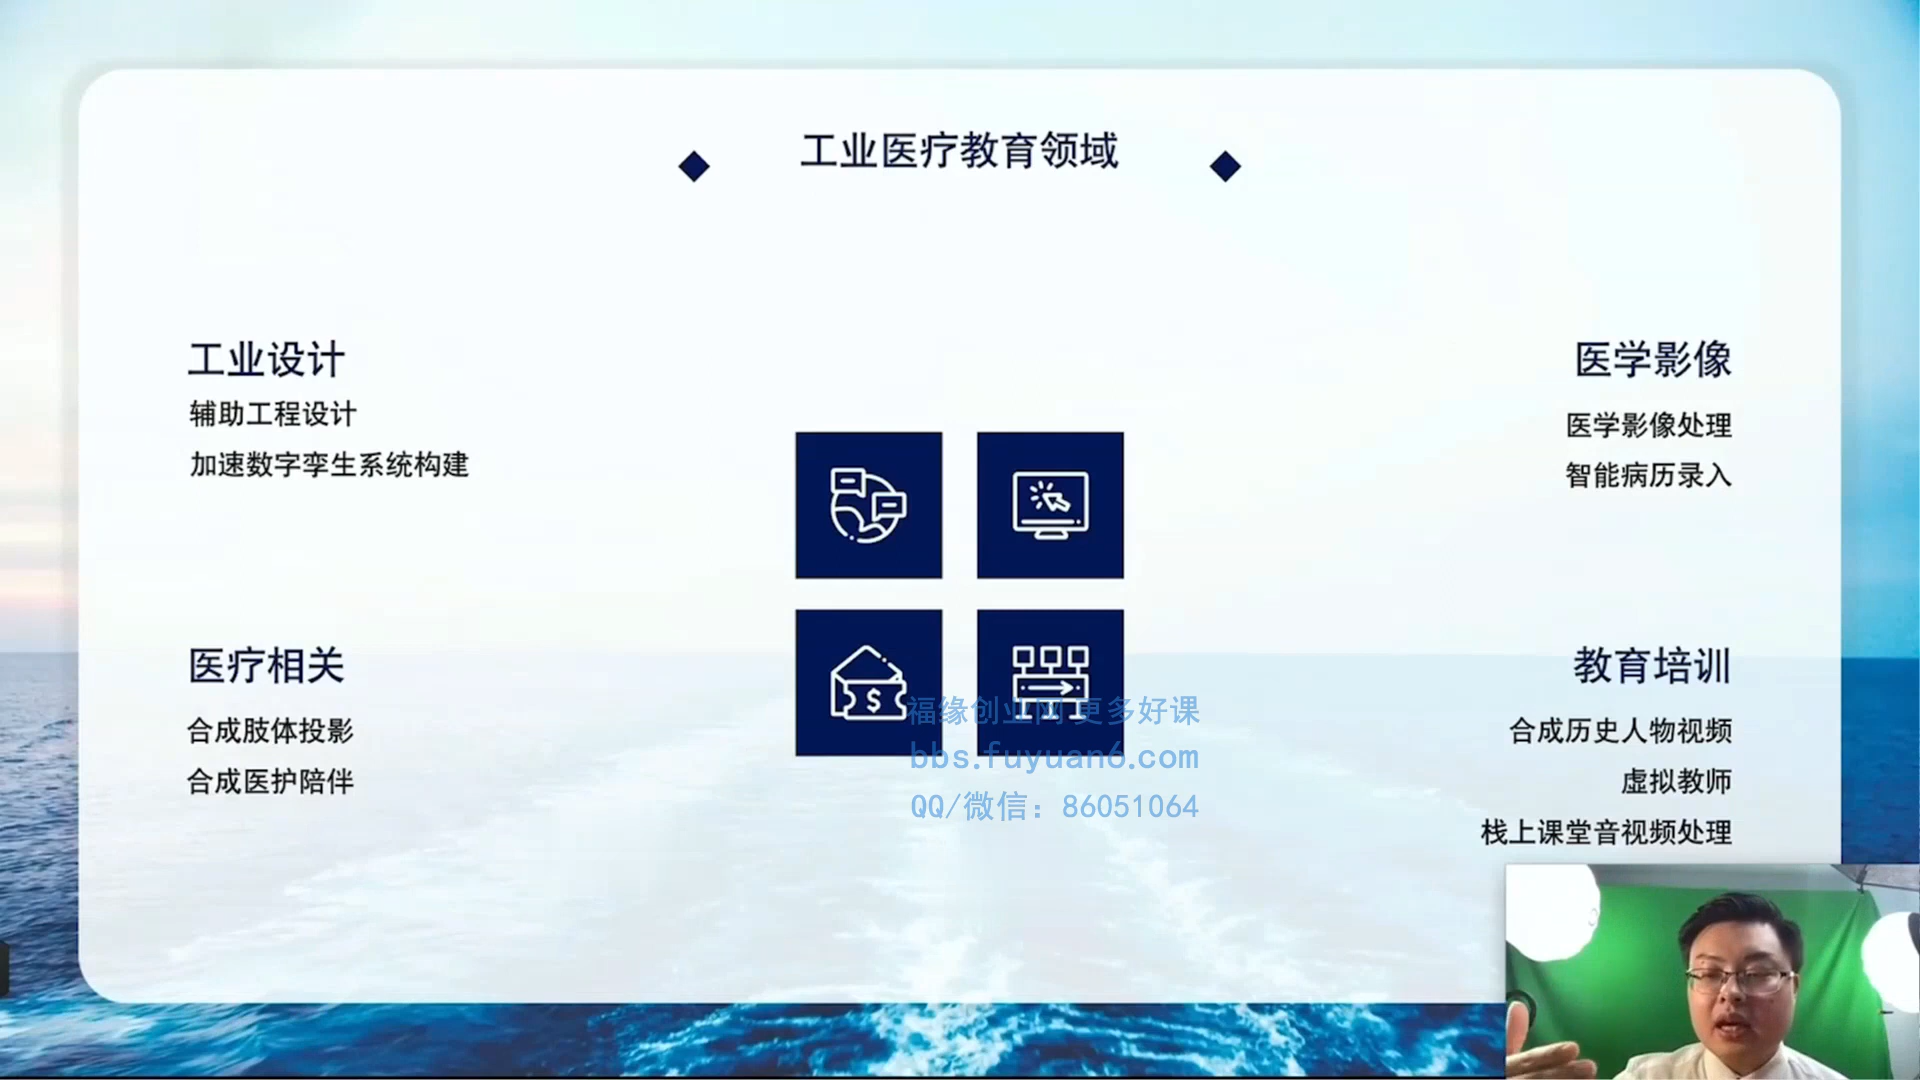 工业医疗教育领域
工业设计
辅助工程设计
加速数字孪生系统构建
医学影像
医学影像处理
智能病历录入
医疗相关
合成肢体投影
合成医护陪伴
教育培训
合成历史人物视频
虚拟教师
栈上课堂音视频处理
福缘创业网 更多好课
bbs.fuyuan6.com
QQ/微信：86051064